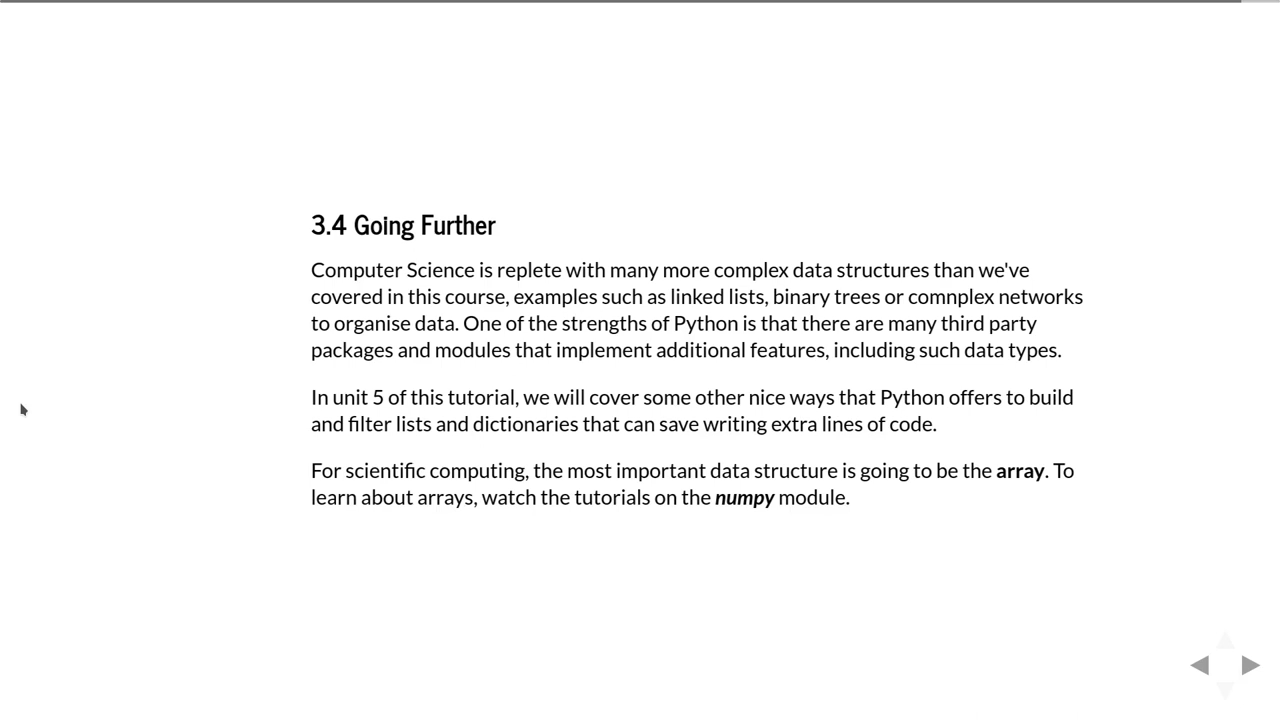 3.4 Going Further
Computer Science is replete with many more complex data structures than we've
covered in this course, examples such as linked lists, binary trees or comnplex networks
to organise data. One of the strengths of Python is that there are many third party
packages and modules that implement additional features, including such data types.
In unit 5 of this tutorial, we will cover some other nice ways that Python offers to build
and filter lists and dictionaries that can save writing extra lines of code.
For scientific computing, the most important data structure is going to be the array. To
learn about arrays, watch the tutorials on the numpy module.